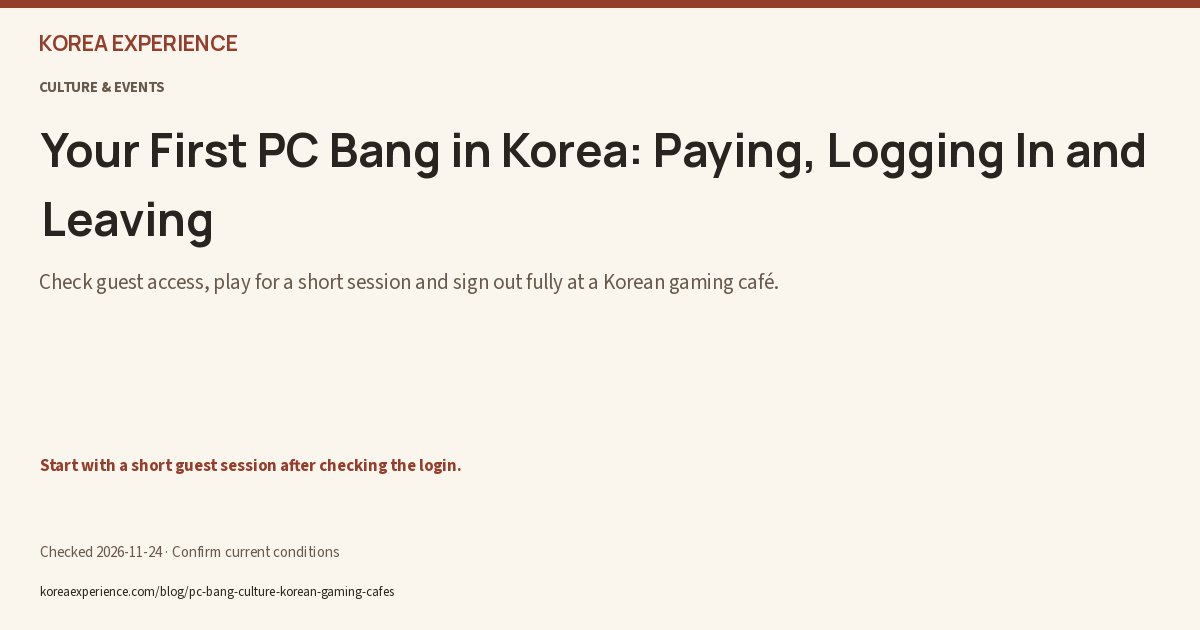 KOREA EXPERIENCE
CULTURE & EVENTS
Your First PC Bang in Korea: Paying, Logging In and
Leaving
Check guest access, play for a short session and sign out fully at a Korean gaming café.
Start with a short guest session after checking the login.
Checked 2026-11-24 · Confirm current conditions
koreaexperience.com/blog/pc-bang-culture-korean-gaming-cafes